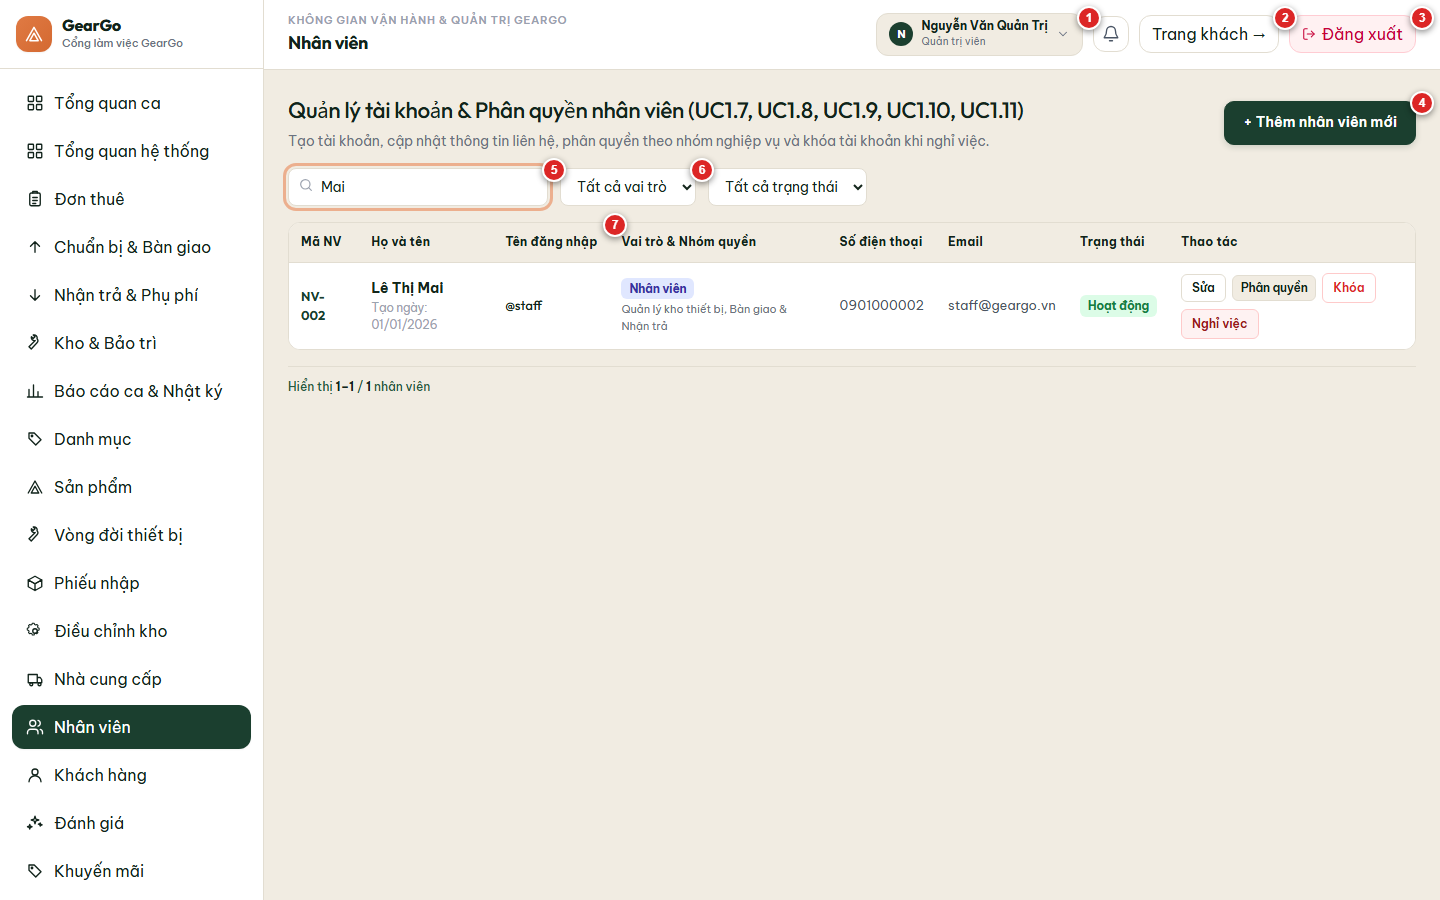 GearGo
Cổng làm việc GearGo
Tổng quan ca
Tổng quan hệ thống
Đơn thuê
Chuẩn bị & Bàn giao
Nhận trả & Phụ phí
Kho & Bảo trì
Báo cáo ca & Nhật ký
Danh mục
Sản phẩm
Vòng đời thiết bị
Phiếu nhập
Điều chỉnh kho
Nhà cung cấp
Nhân viên
Khách hàng
Đánh giá
Khuyến mãi
KHÔNG GIAN VẬN HÀNH & QUẢN TRỊ GEARGO
Nhân viên
N
Nguyễn Văn Quản Trị
Quản trị viên
1
Trang khách →
2
Đăng xuất
3
Quản lý tài khoản & Phân quyền nhân viên (UC1.7, UC1.8, UC1.9, UC1.10, UC1.11)
Tạo tài khoản, cập nhật thông tin liên hệ, phân quyền theo nhóm nghiệp vụ và khóa tài khoản khi nghỉ việc.
+ Thêm nhân viên mới
4
Mai
5
Tất cả vai trò
6
Tất cả trạng thái
7
Mã NV
Họ và tên
Tên đăng nhập
Vai trò & Nhóm quyền
Số điện thoại
Email
Trạng thái
Thao tác
NV-
002
Lê Thị Mai
Tạo ngày:
01/01/2026
@staff
Nhân viên
Quản lý kho thiết bị, Bàn giao &
Nhận trả
0901000002
staff@geargo.vn
Hoạt động
Sửa
Phân quyền
Khóa
Nghỉ việc
Hiển thị 1–1 / 1 nhân viên